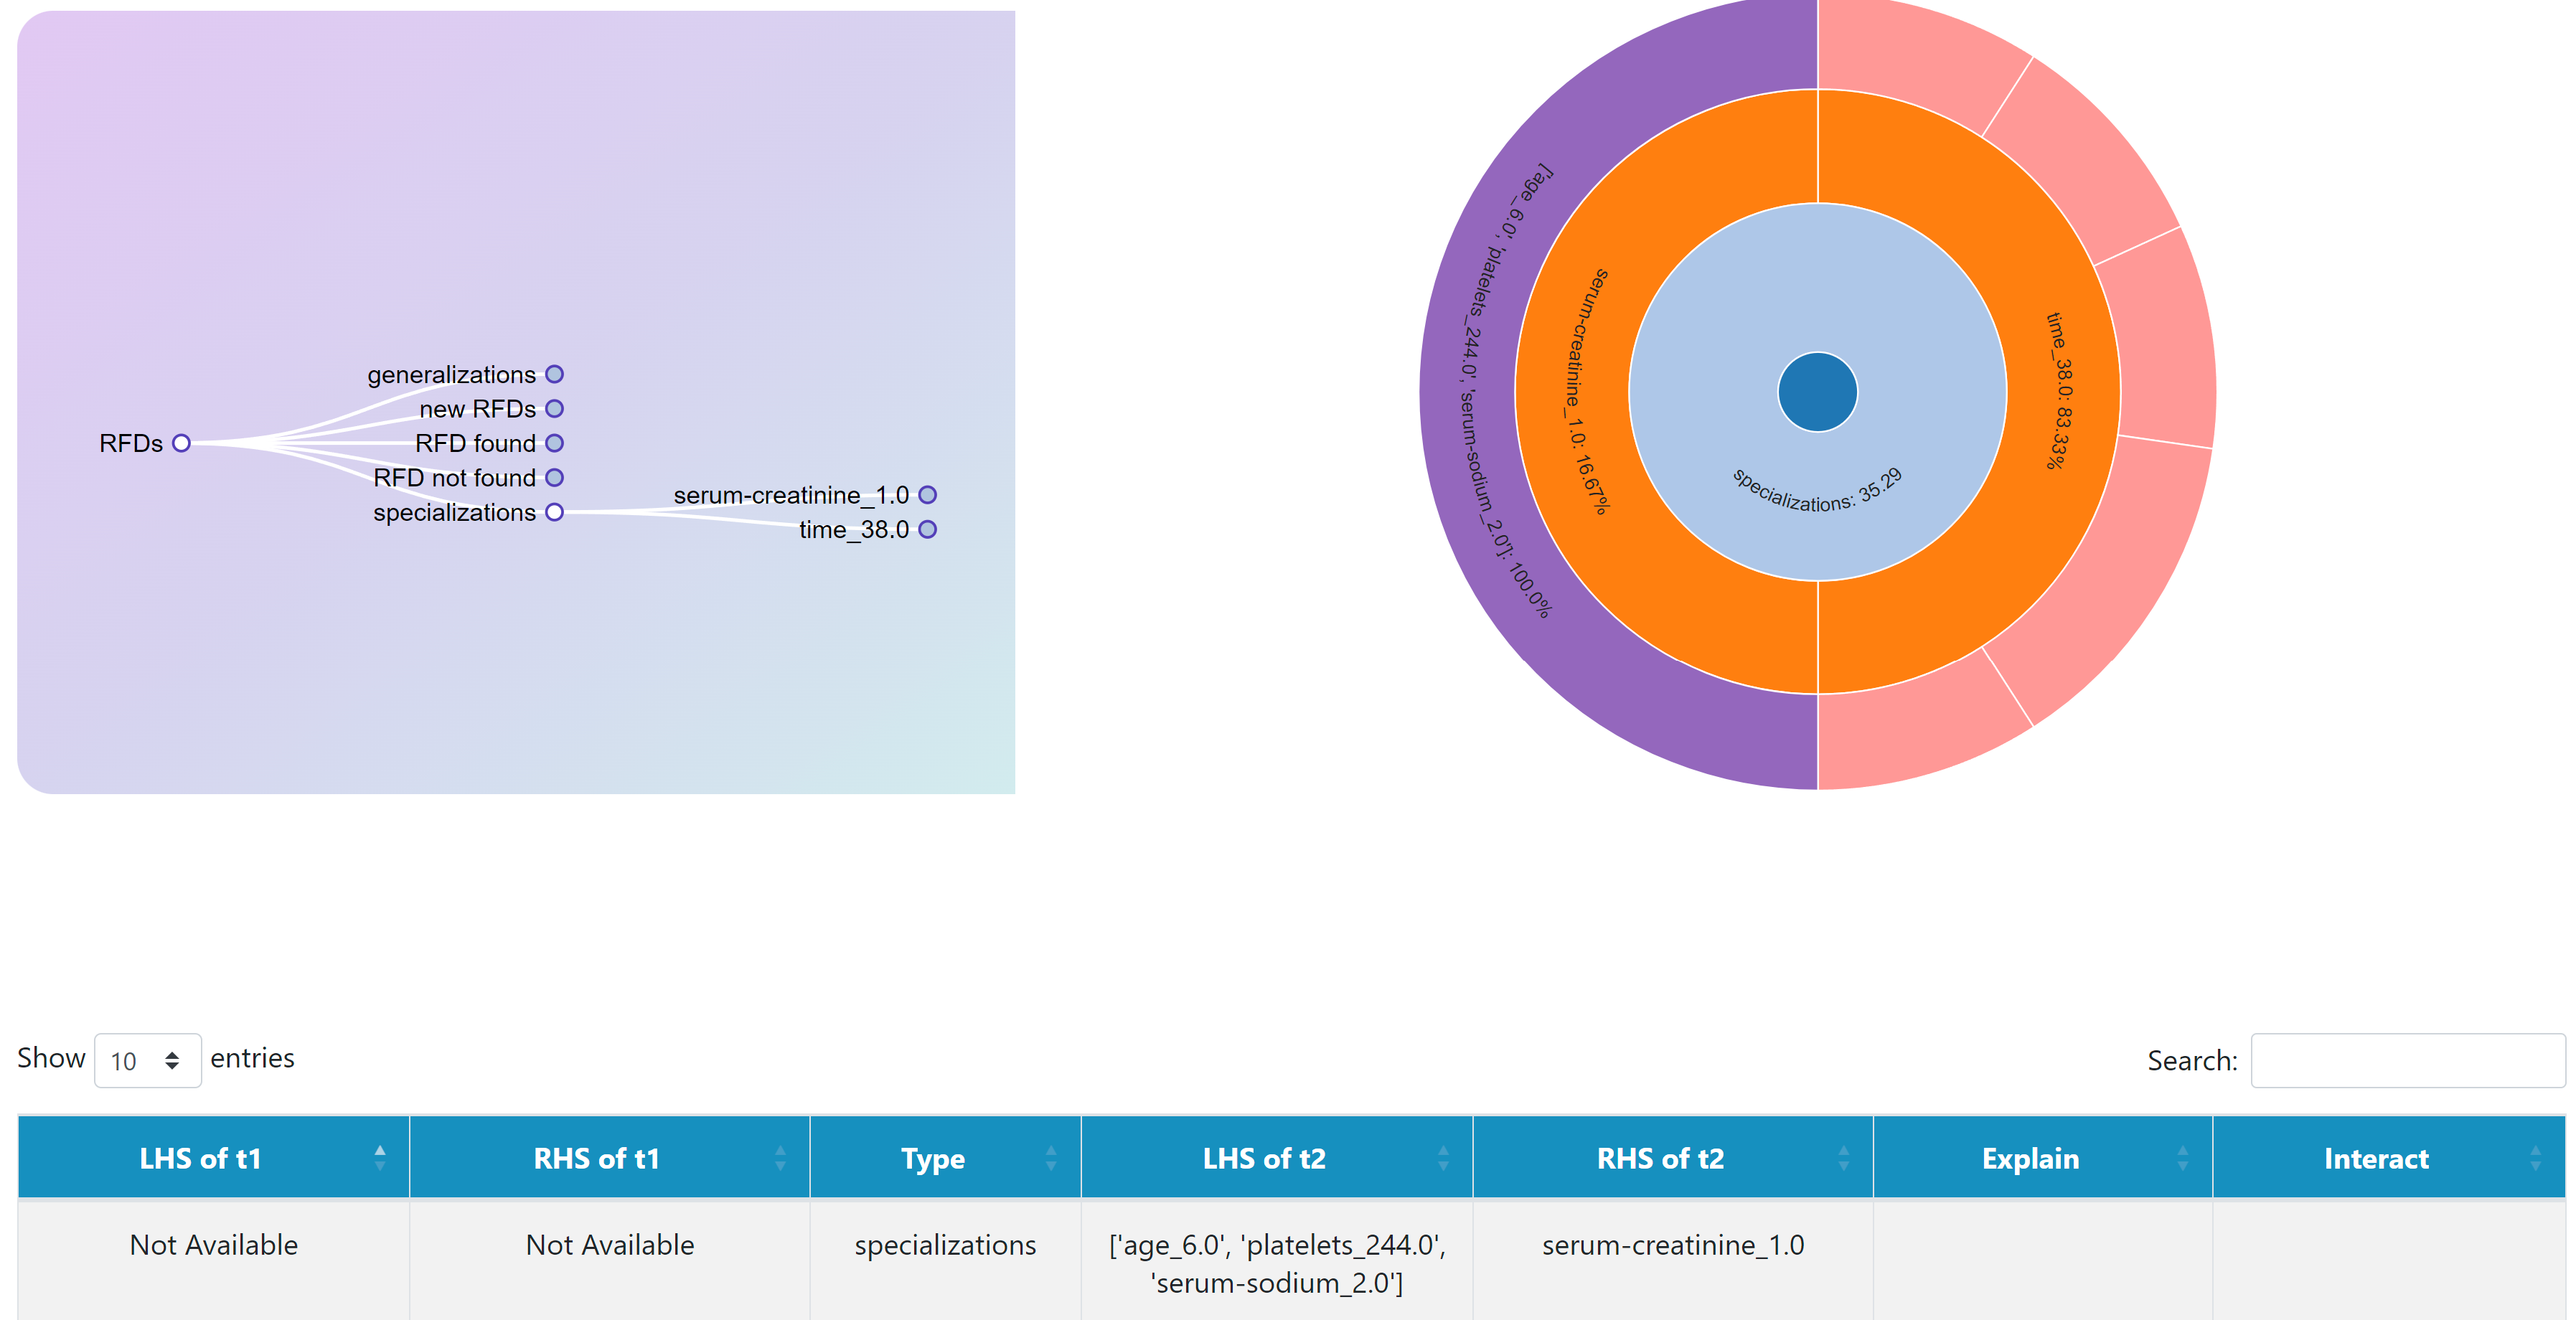 generalizations
new RFDs
RFDs
RFD found
RFD not found
serum-creatinine_1.0
specializations
time_38.0
['age_6.0', 'platelets_244.0', 'serum-sodium_2.0']: 100.0%
serum-creatinine_1.0: 16.67%
specializations: 35.29
time_38.0: 83.33%
Show 10 entries
Search:
LHS of t1 RHS of t1 Type LHS of t2 RHS of t2 Explain Interact
Not Available Not Available specializations ['age_6.0', 'platelets_244.0', serum-creatinine_1.0
'serum-sodium_2.0']